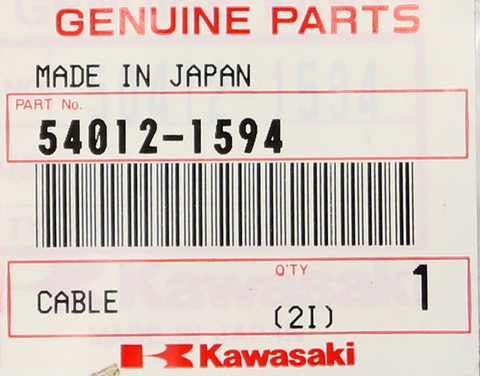 GENUINE PARTS
MADE IN JAPAN
PART No.
54012-1594
Q'TY
CABLE 1
(2I)
Kawasaki